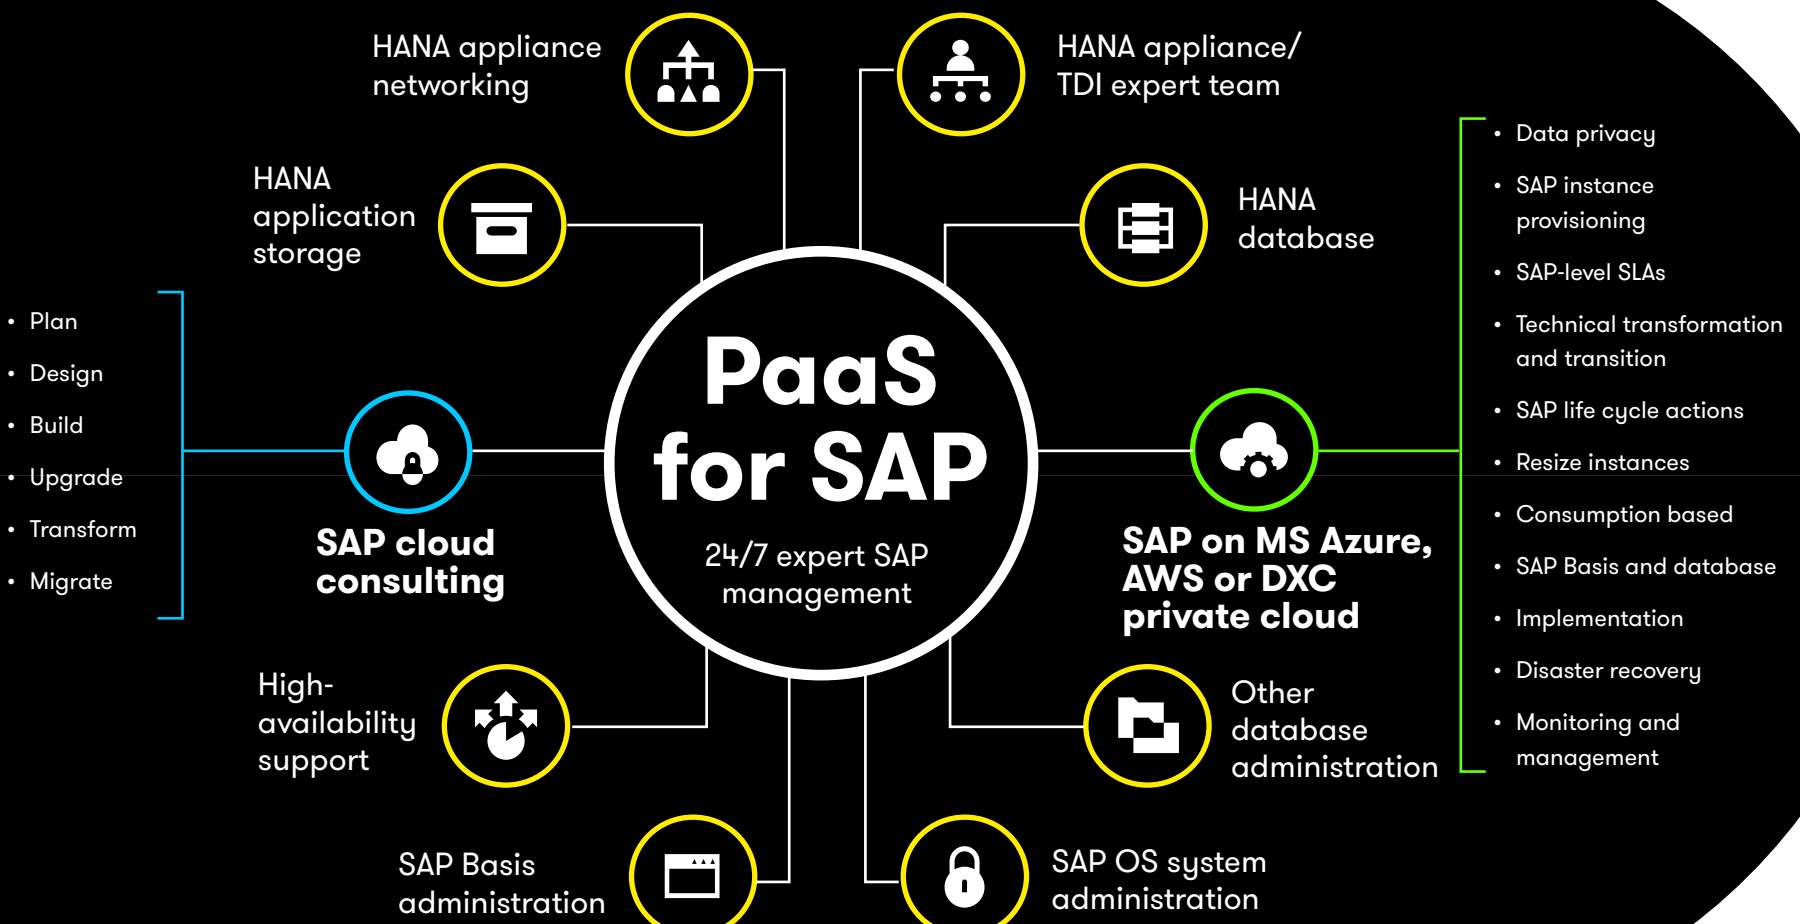 HANA appliance
networking
HANA appliance/
TDI expert team
HANA
application
storage
HANA
database
PaaS
for SAP
24/7 expert SAP
management
• Plan
• Design
• Build
• Upgrade
• Transform
• Migrate
SAP cloud
consulting
SAP on MS Azure,
AWS or DXC
private cloud
• Data privacy
• SAP instance
provisioning
• SAP-level SLAs
• Technical transformation
and transition
• SAP life cycle actions
• Resize instances
• Consumption based
• SAP Basis and database
• Implementation
• Disaster recovery
• Monitoring and
management
High-
availability
support
Other
database
administration
SAP Basis
administration
SAP OS system
administration